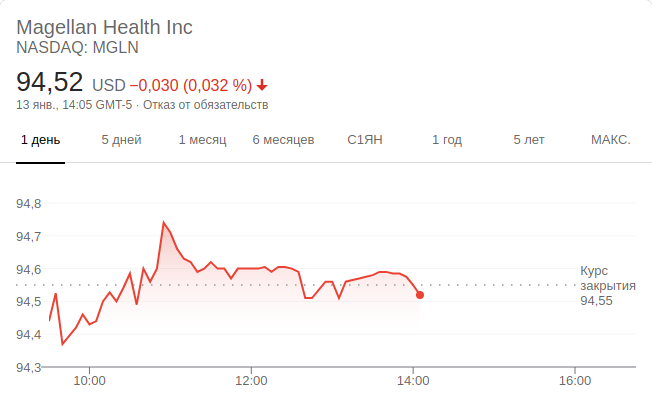 Magellan Health Inc
NASDAQ: MGLN
94,52 USD −0,030 (0,032 %)
13 янв., 14:05 GMT-5 · Отказ от обязательств
1 день 5 дней 1 месяц 6 месяцев С1ЯН 1 год 5 лет МАКС.
94,8
94,7
94,6
94,5
94,4
94,3
Курс
закрытия
94,55
10:00 12:00 14:00 16:00